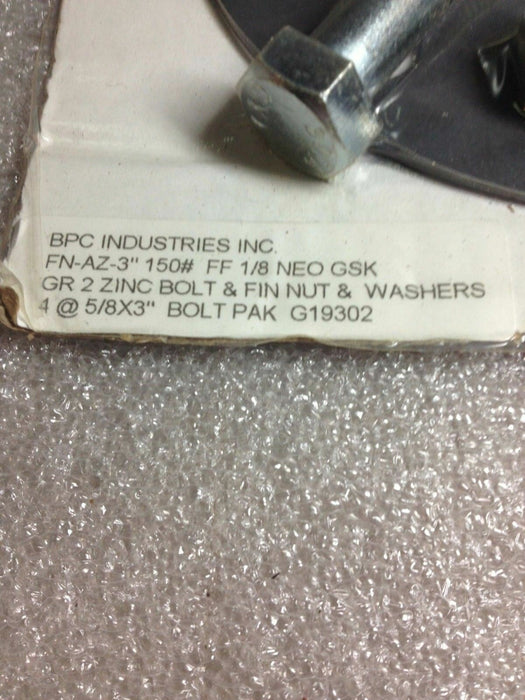 BPC INDUSTRIES INC.
FN-AZ-3" 150# FF 1/8 NEO GSK
GR 2 ZINC BOLT & FIN NUT & WASHERS
4 @ 5/8X3" BOLT PAK G19302